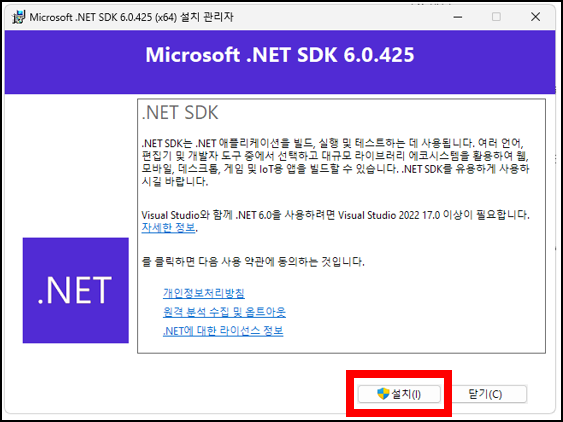 Microsoft .NET SDK 6.0.425 (x64) 설치 관리자
Microsoft .NET SDK 6.0.425
.NET SDK
.NET SDK는 .NET 애플리케이션을 빌드, 실행 및 테스트하는 데 사용됩니다. 여러 언어,
편집기 및 개발자 도구 중에서 선택하고 대규모 라이브러리 에코시스템을 활용하여 웹,
모바일, 데스크톱, 게임 및 IoT용 앱을 빌드할 수 있습니다. .NET SDK를 유용하게 사용하
시길 바랍니다.
Visual Studio와 함께 .NET 6.0을 사용하려면 Visual Studio 2022 17.0 이상이 필요합니다.
자세한 정보.
을 클릭하면 다음 사용 약관에 동의하는 것입니다.
개인정보처리방침
원격 분석 수집 및 옵트아웃
.NET에 대한 라이선스 정보
.NET
설치(I)
닫기(C)